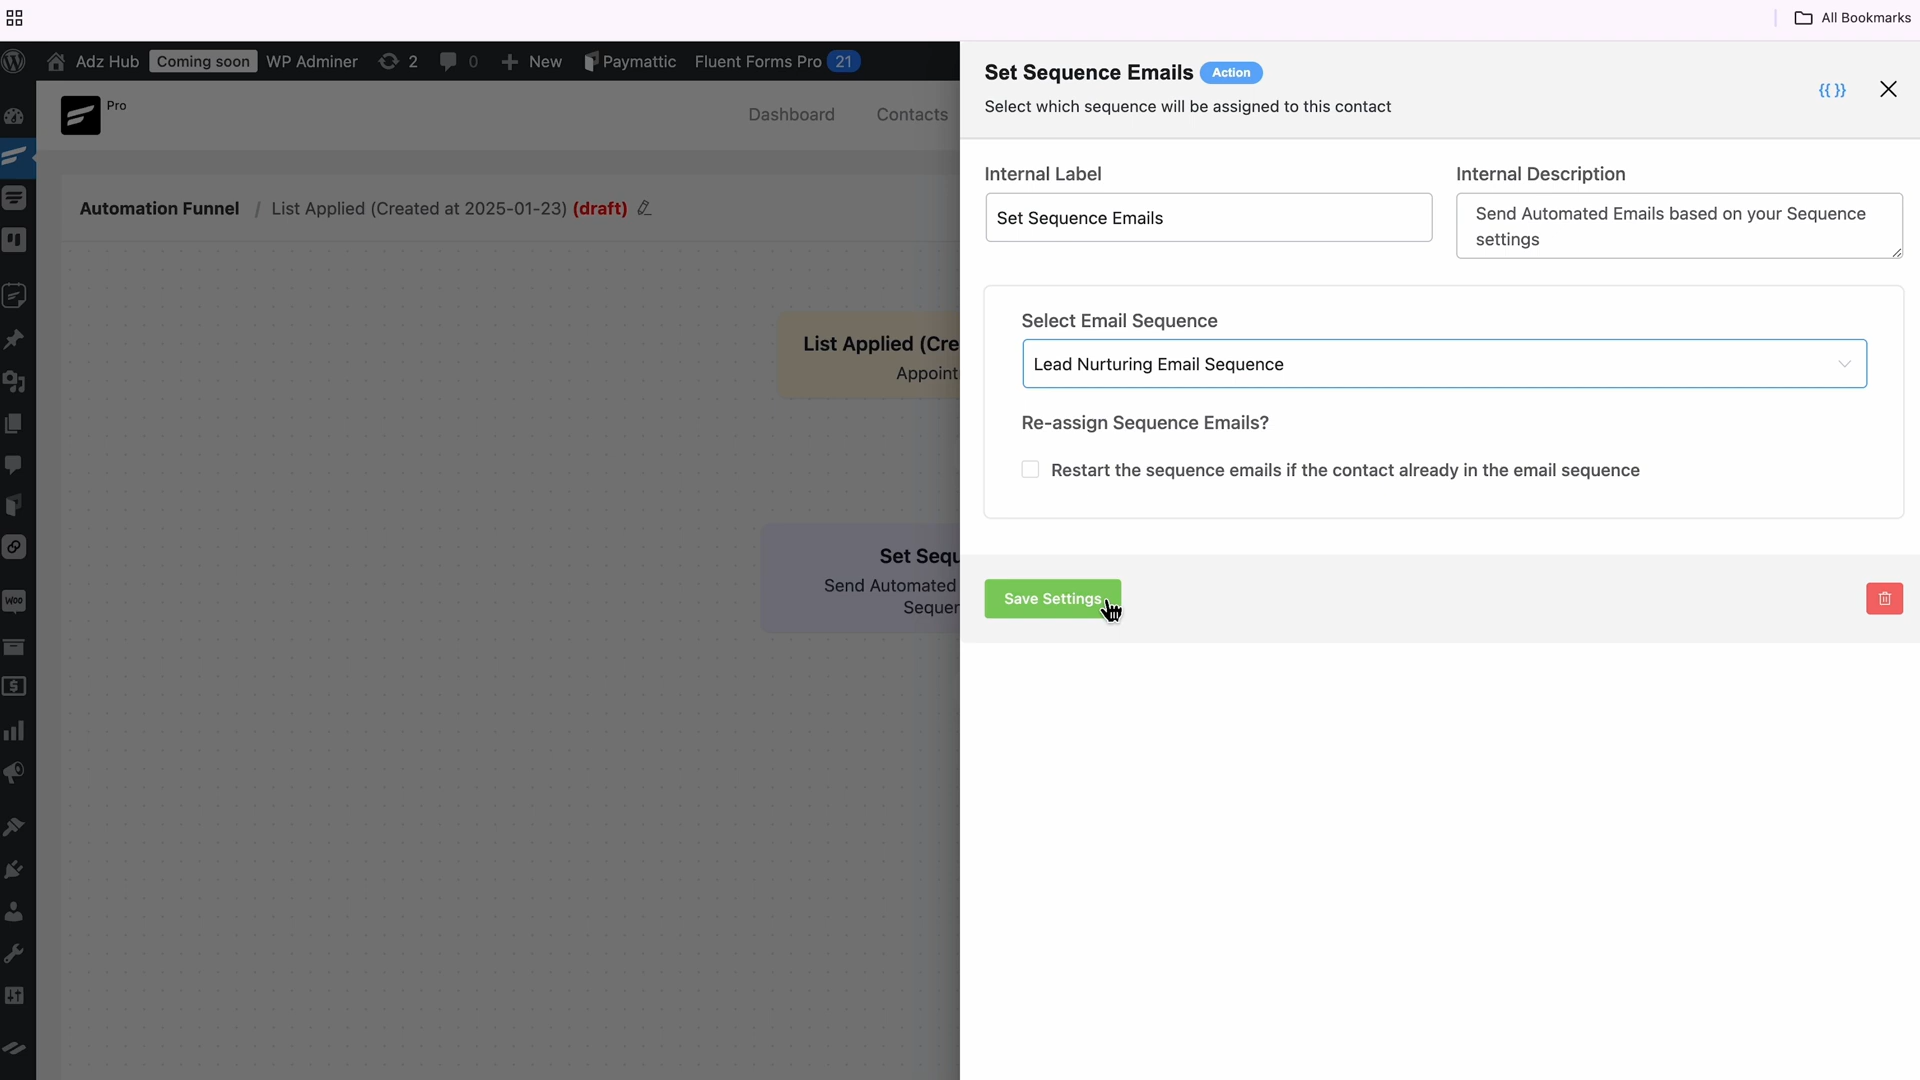 All Bookmarks
Adz Hub
Coming soon
WP Adminer
2
0
New
Paymattic
Fluent Forms Pro
21
Pro
Dashboard
Contacts
Automation Funnel / List Applied (Created at 2025-01-23) (draft)
List Applied (Cre
Appoint
Set Sequ
Send Automated
Sequer
WOO
Set Sequence Emails
Action
{{ }}
Select which sequence will be assigned to this contact
Internal Label
Set Sequence Emails
Internal Description
Send Automated Emails based on your Sequence
settings
Select Email Sequence
Lead Nurturing Email Sequence
Re-assign Sequence Emails?
Restart the sequence emails if the contact already in the email sequence
Save Settings